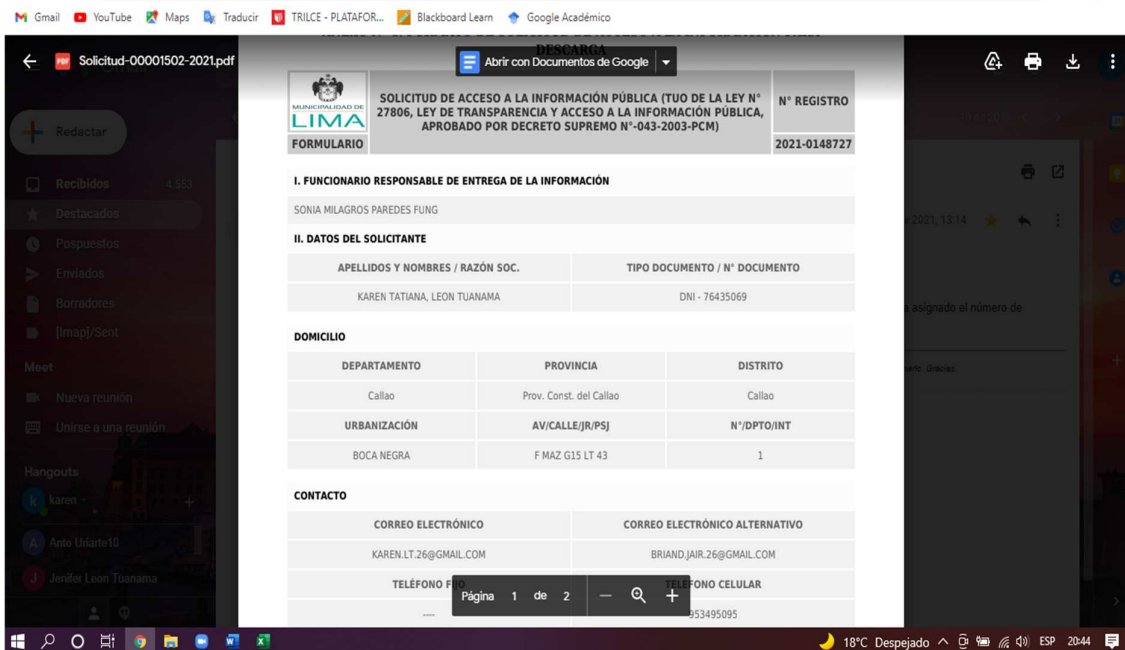 Gmail YouTube Maps Traducir TRILCE - PLATAFOR... Blackboard Learn Google Académico
Solicitud-00001502-2021.pdf
DESCARGA
Abrir con Documentos de Google
MUNICIPALIDAD DE
LIMA
FORMULARIO
SOLICITUD DE ACCESO A LA INFORMACIÓN PÚBLICA (TUO DE LA LEY N°
27806, LEY DE TRANSPARENCIA Y ACCESO A LA INFORMACIÓN PÚBLICA,
APROBADO POR DECRETO SUPREMO N°-043-2003-PCM)
N° REGISTRO
2021-0148727
Redactar
Recibidos 4.553
Destacados
Pospuestos
Enviados
Borradores
[Imap]/Sent
Meet
Nueva reunión
Unirse a una reunión
Hangouts
karen
Anto Uriarte10
Jenifer Leon Tuanama
2021, 13:14
asignado el número de
Gracias.
I. FUNCIONARIO RESPONSABLE DE ENTREGA DE LA INFORMACIÓN
SONIA MILAGROS PAREDES FUNG
II. DATOS DEL SOLICITANTE
APELLIDOS Y NOMBRES / RAZÓN SOC. TIPO DOCUMENTO / N° DOCUMENTO
KAREN TATIANA, LEON TUANAMA DNI - 76435069
DOMICILIO
DEPARTAMENTO PROVINCIA DISTRITO
Callao Prov. Const. del Callao Callao
URBANIZACIÓN AV/CALLE/JR/PSJ N°/DPTO/INT
BOCA NEGRA F MAZ G15 LT 43 1
CONTACTO
CORREO ELECTRÓNICO CORREO ELECTRÓNICO ALTERNATIVO
KAREN.LT.26@GMAIL.COM BRIAND.JAIR.26@GMAIL.COM
TELÉFONO FIJO TELÉFONO CELULAR
---- 953495095
Página 1 de 2
18°C Despejado ESP 20:44